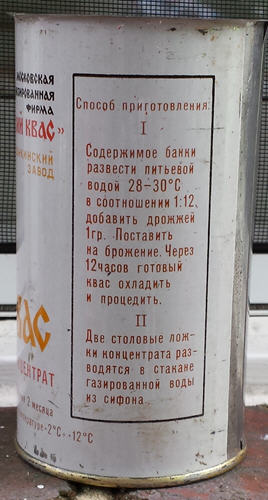 МОСКОВСКАЯ
ФИРМА
КВАС"
ЗАВОД
Способ приготовления:
I
Содержимое банки
развести питьевой
водой 28-30°С
в соотношении 1:12,
добавить дрожжей
1гр. Поставить
на брожение. Через
12часов готовый
квас охладить
и процедить.
II
Две столовые лож-
ки концентрата раз-
водятся в стакане
газированной воды
из сифона.
2 месяца
-2°С÷+12°С